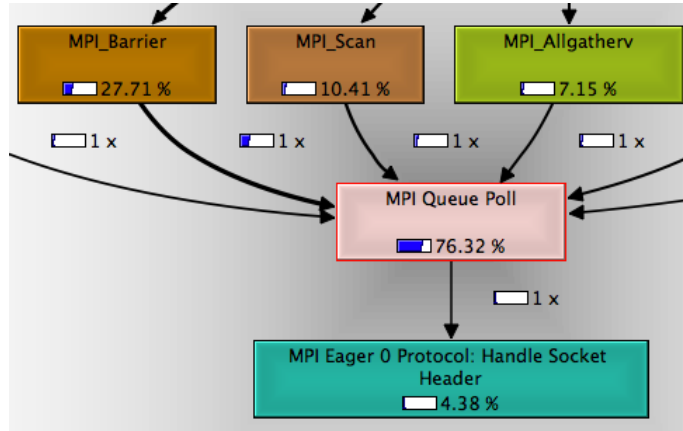 MPI_Barrier
27.71 %
MPI_Scan
10.41 %
MPI_Allgatherv
7.15 %
1 x
1 x
1 x
1 x
MPI Queue Poll
76.32 %
1 x
MPI Eager 0 Protocol: Handle Socket
Header
4.38 %